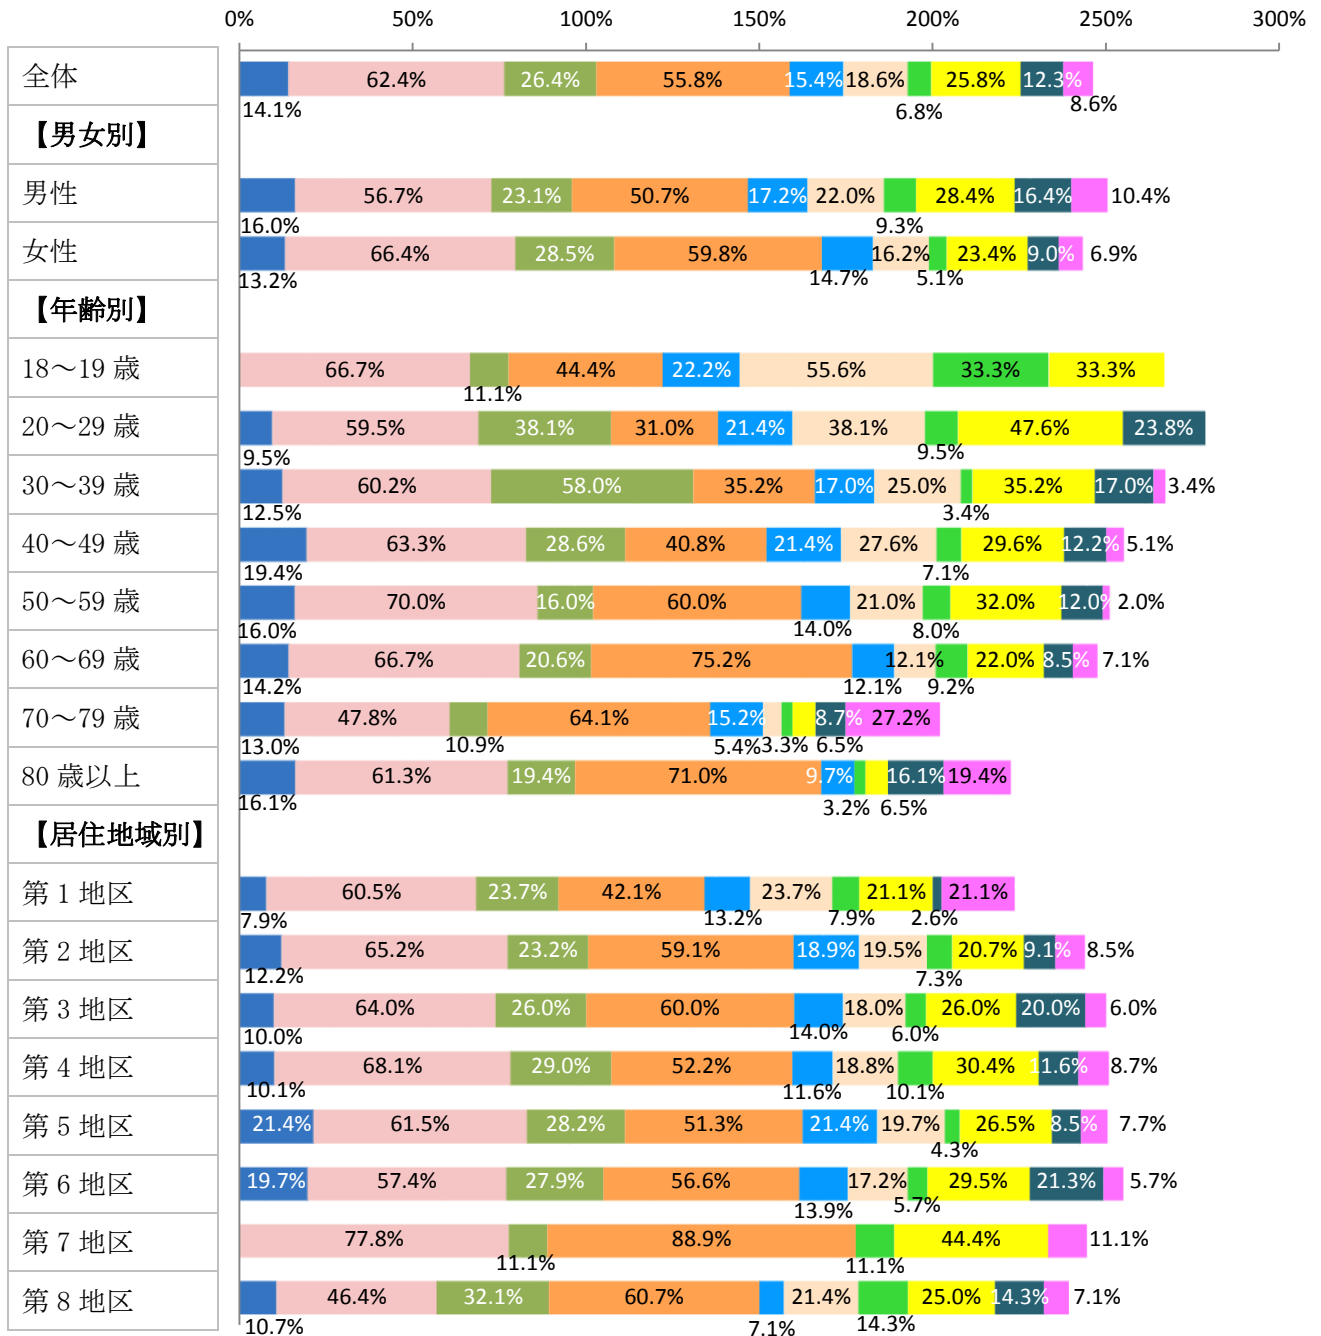 0% 50% 100% 150% 200% 250% 300%
全体 62.4% 26.4% 55.8% 15.4% 18.6% 25.8% 12.3%
14.1% 6.8% 8.6%
【男女別】
男性 56.7% 23.1% 50.7% 17.2% 22.0% 28.4% 16.4% 10.4%
16.0% 9.3%
女性 66.4% 28.5% 59.8% 16.2% 23.4% 9.0% 6.9%
13.2% 14.7% 5.1%
【年齢別】
18～19 歳 66.7% 44.4% 22.2% 55.6% 33.3% 33.3%
11.1%
20～29 歳 59.5% 38.1% 31.0% 21.4% 38.1% 47.6% 23.8%
9.5% 9.5%
30～39 歳 60.2% 58.0% 35.2% 17.0% 25.0% 35.2% 17.0% 3.4%
12.5% 3.4%
40～49 歳 63.3% 28.6% 40.8% 21.4% 27.6% 29.6% 12.2% 5.1%
19.4% 7.1%
50～59 歳 70.0% 16.0% 60.0% 21.0% 32.0% 12.0% 2.0%
16.0% 14.0% 8.0%
60～69 歳 66.7% 20.6% 75.2% 12.1% 22.0% 8.5% 7.1%
14.2% 12.1% 9.2%
70～79 歳 47.8% 64.1% 15.2% 8.7% 27.2%
13.0% 10.9% 5.4% 3.3% 6.5%
80 歳以上 61.3% 19.4% 71.0% 9.7% 16.1% 19.4%
16.1% 3.2% 6.5%
【居住地域別】
第 1 地区 60.5% 23.7% 42.1% 23.7% 21.1% 21.1%
7.9% 13.2% 7.9% 2.6%
第 2 地区 65.2% 23.2% 59.1% 18.9% 19.5% 20.7% 9.1% 8.5%
12.2% 7.3%
第 3 地区 64.0% 26.0% 60.0% 18.0% 26.0% 20.0% 6.0%
10.0% 14.0% 6.0%
第 4 地区 68.1% 29.0% 52.2% 18.8% 30.4% 11.6% 8.7%
10.1% 11.6% 10.1%
第 5 地区 21.4% 61.5% 28.2% 51.3% 21.4% 19.7% 26.5% 8.5% 7.7%
4.3%
第 6 地区 19.7% 57.4% 27.9% 56.6% 17.2% 29.5% 21.3% 5.7%
13.9% 5.7%
第 7 地区 77.8% 88.9% 44.4% 11.1%
11.1% 11.1%
第 8 地区 46.4% 32.1% 60.7% 21.4% 25.0% 14.3% 7.1%
10.7% 7.1% 14.3%